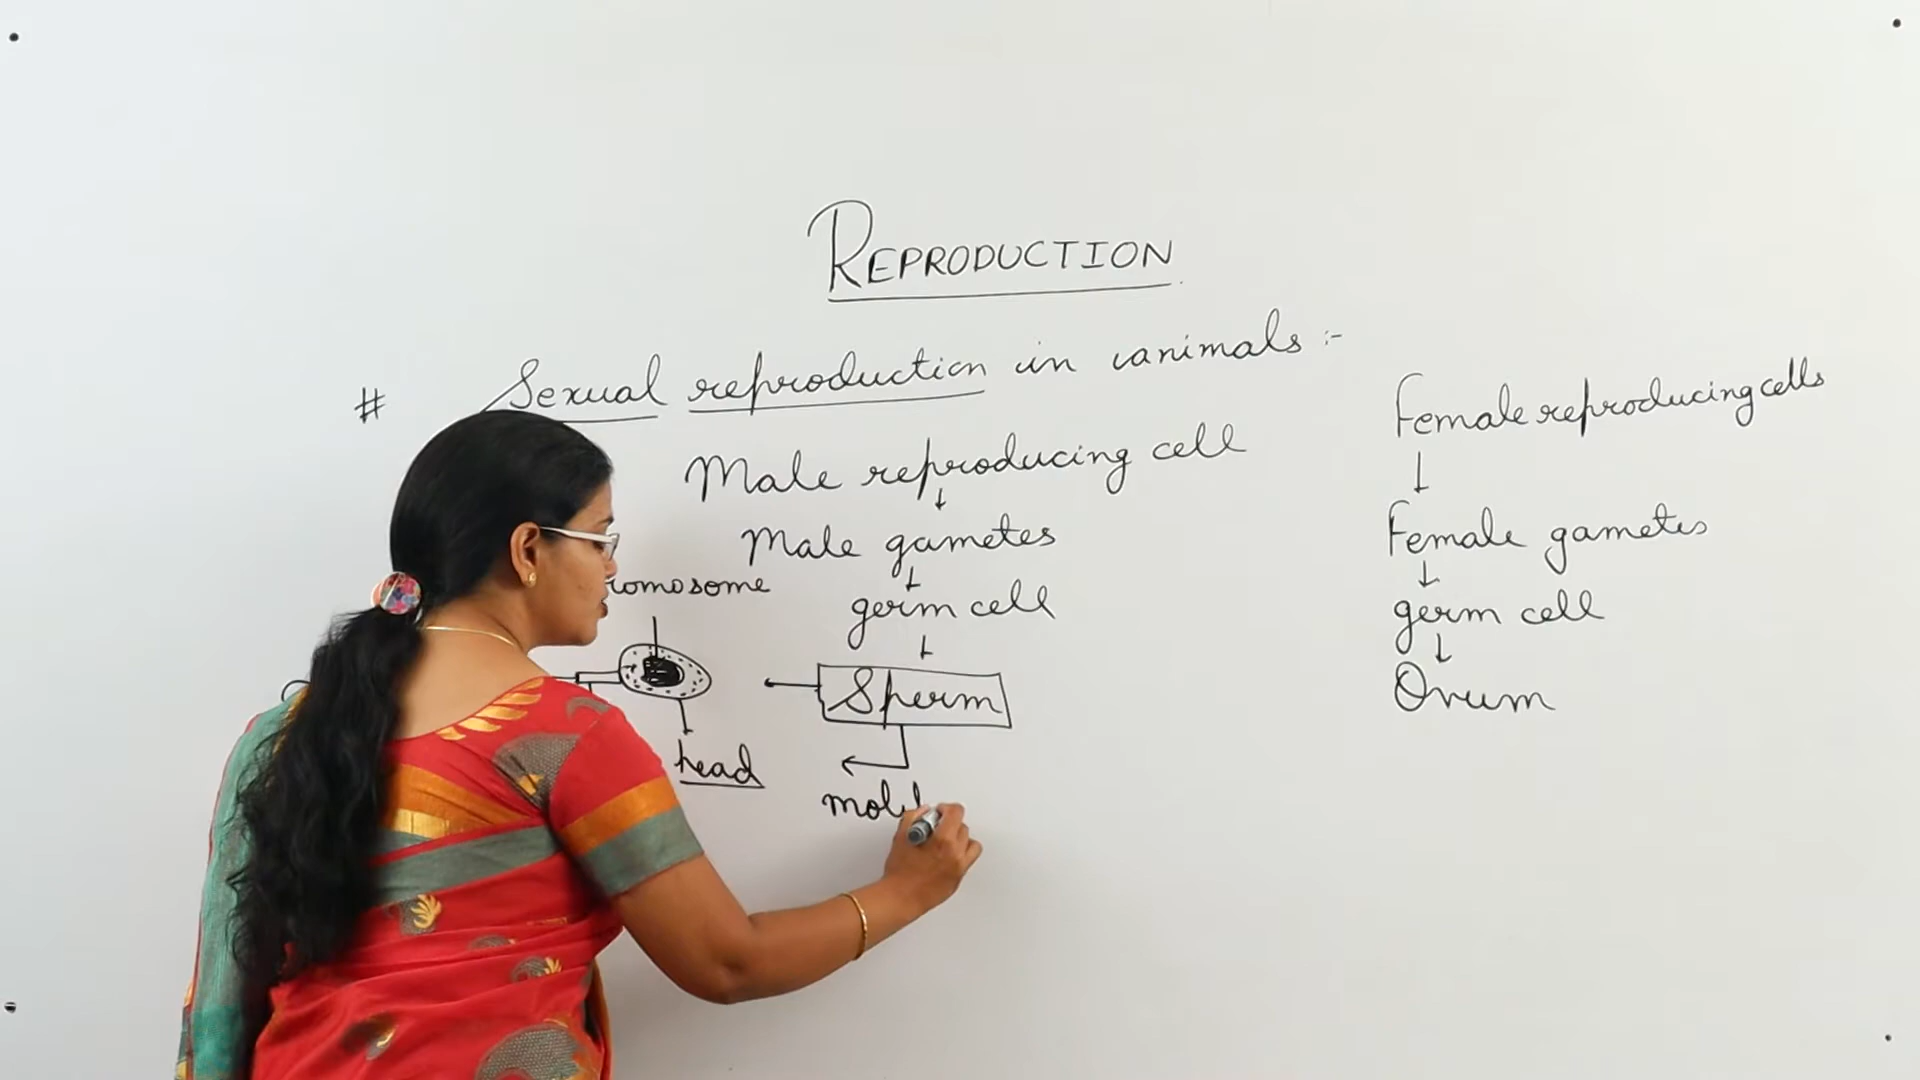 REPRODUCTION
# Sexual reproduction in animals :-
Male reproducing cell
Male gametes
germ cell
Sperm
romosome
head
Female reproducing cells
Female gametes
germ cell
Ovum